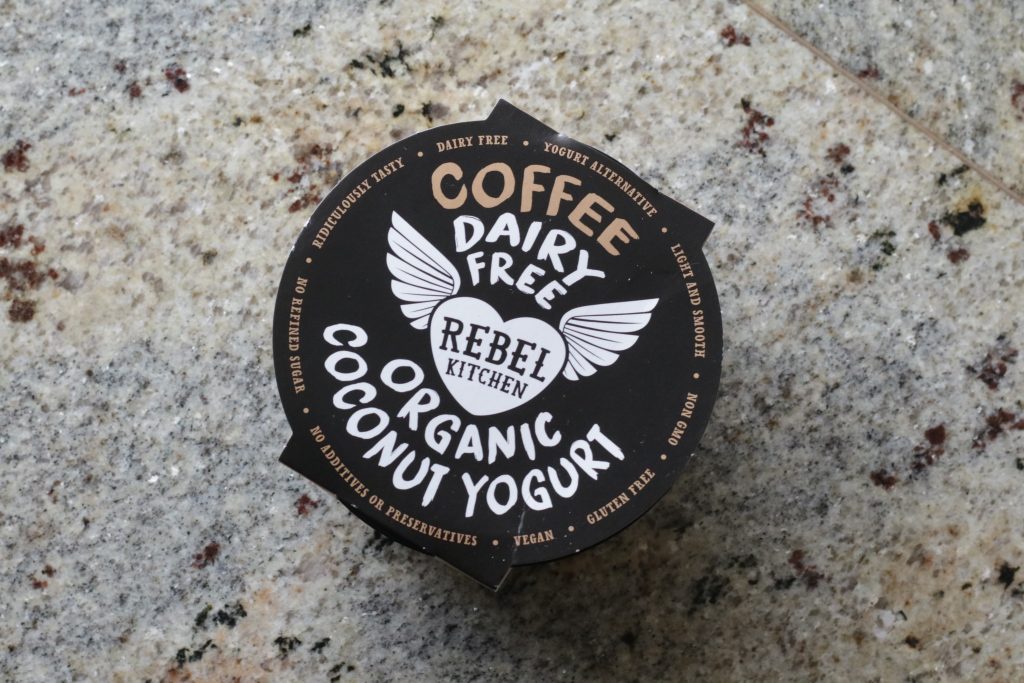 COFFEE
DAIRY
FREE
REBEL
KITCHEN
ORGANIC
COCONUT YOGURT
RIDICULOUSLY TASTY • DAIRY FREE • YOGURT ALTERNATIVE • LIGHT AND SMOOTH • NON GMO • GLUTEN FREE • VEGAN • NO ADDITIVES OR PRESERVATIVES • NO REFINED SUGAR •